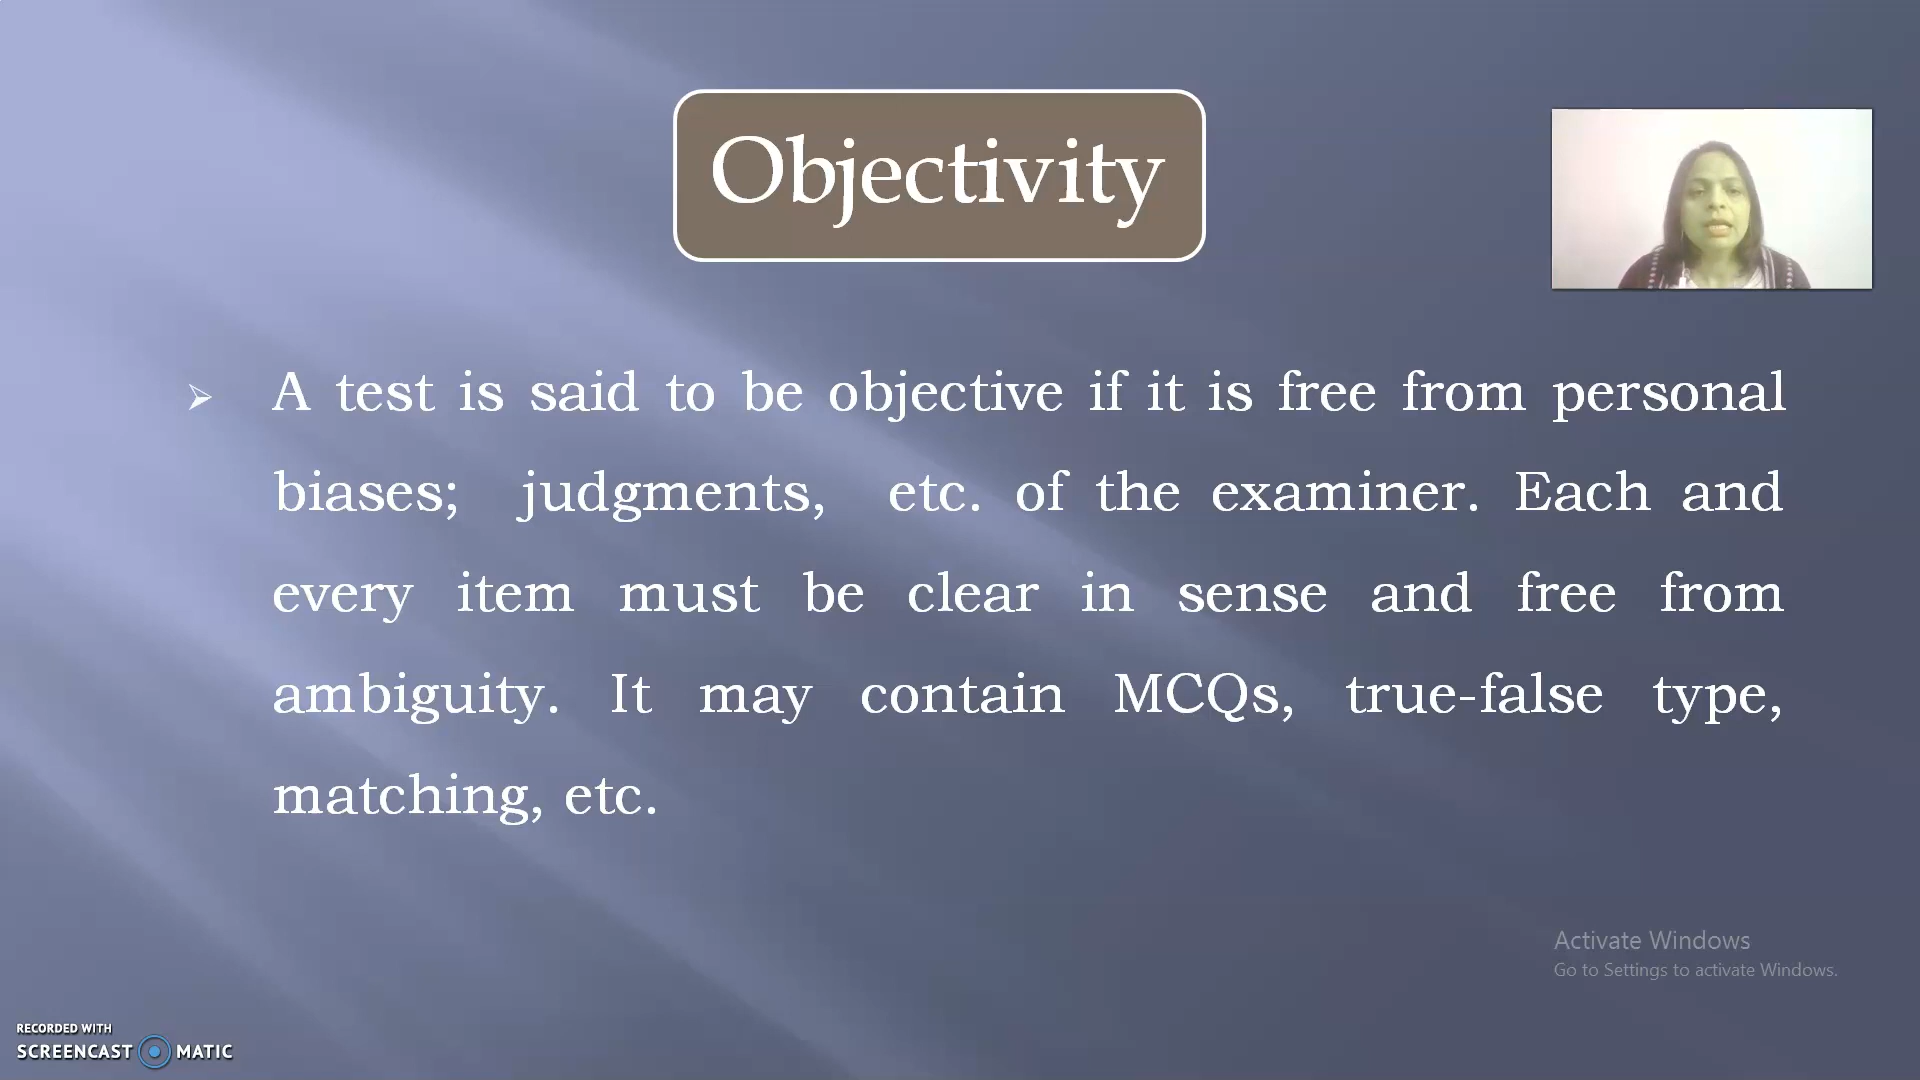 Objectivity
A test is said to be objective if it is free from personal
biases; judgments, etc. of the examiner. Each and
every item must be clear in sense and free from
ambiguity. It may contain MCQs, true-false type,
matching, etc.
Activate Windows
Go to Settings to activate Windows.
RECORDED WITH
SCREENCAST MATIC